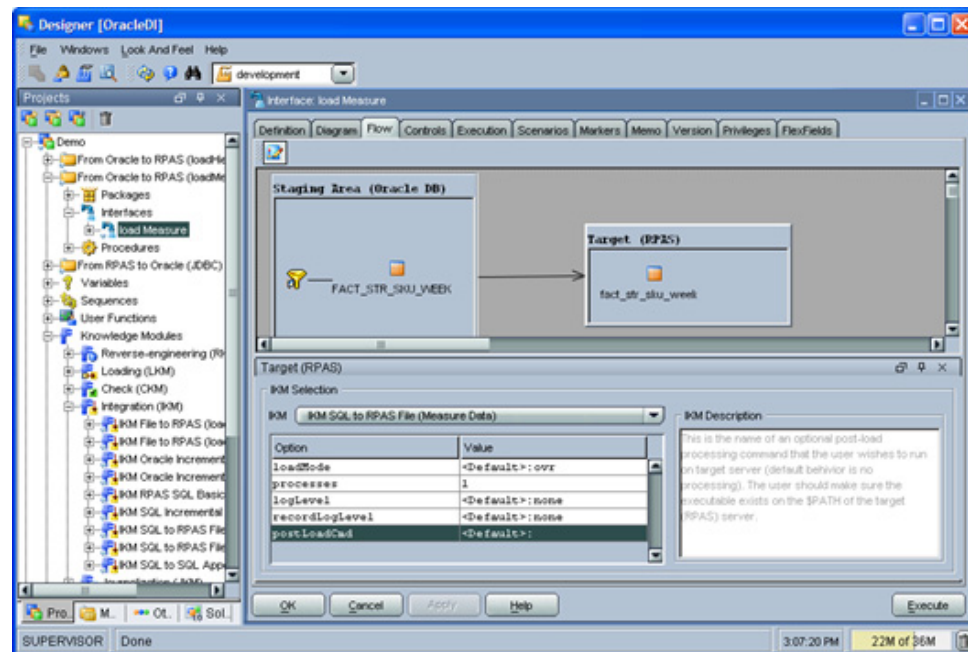 Designer [OracleDI]
File Windows Look And Feel Help
development
Projects
Demo
From Oracle to RPAS (loadHie
From Oracle to RPAS (loadMe
Packages
Interfaces
load Measure
Procedures
From RPAS to Oracle (JDBC)
Variables
Sequences
User Functions
Knowledge Modules
Reverse-engineering (RK
Loading (LKM)
Check (CKM)
Integration (IKM)
IKM File to RPAS (loa
IKM File to RPAS (loa
IKM Oracle Increment
IKM Oracle Increment
IKM RPAS SQL Basic
IKM SQL Incremental
IKM SQL to RPAS File
IKM SQL to RPAS File
IKM SQL to SQL Appe
Pro.. M.. Ot.. Sol..
Interface: load Measure
Definition Diagram Flow Controls Execution Scenarios Markers Memo Version Privileges FlexFields
Staging Area (Oracle DB)
FACT_STR_SKU_WEEK
Target (RPAS)
fact_str_sku_week
Target (RPAS)
IKM Selection
IKM IKM SQL to RPAS File (Measure Data)
Option Value
loadMode <Default>:ovr
processes 1
logLevel <Default>:none
recordLogLevel <Default>:none
postLoadCmd <Default>:
IKM Description
This is the name of an optional post-load
processing command that the user wishes to run
on target server (default behivior is no
processing). The user should make sure the
executable exists on the $PATH of the target
(RPAS) server.
OK Cancel Apply Help Execute
SUPERVISOR Done 3:07:20 PM 22M of 36M